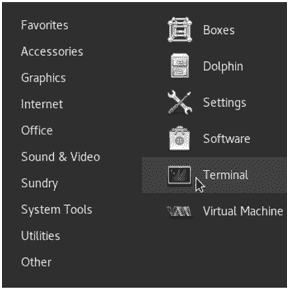 Favorites
Accessories
Graphics
Internet
Office
Sound & Video
Sundry
System Tools
Utilities
Other
Boxes
Dolphin
Settings
Software
Terminal
Virtual Machine